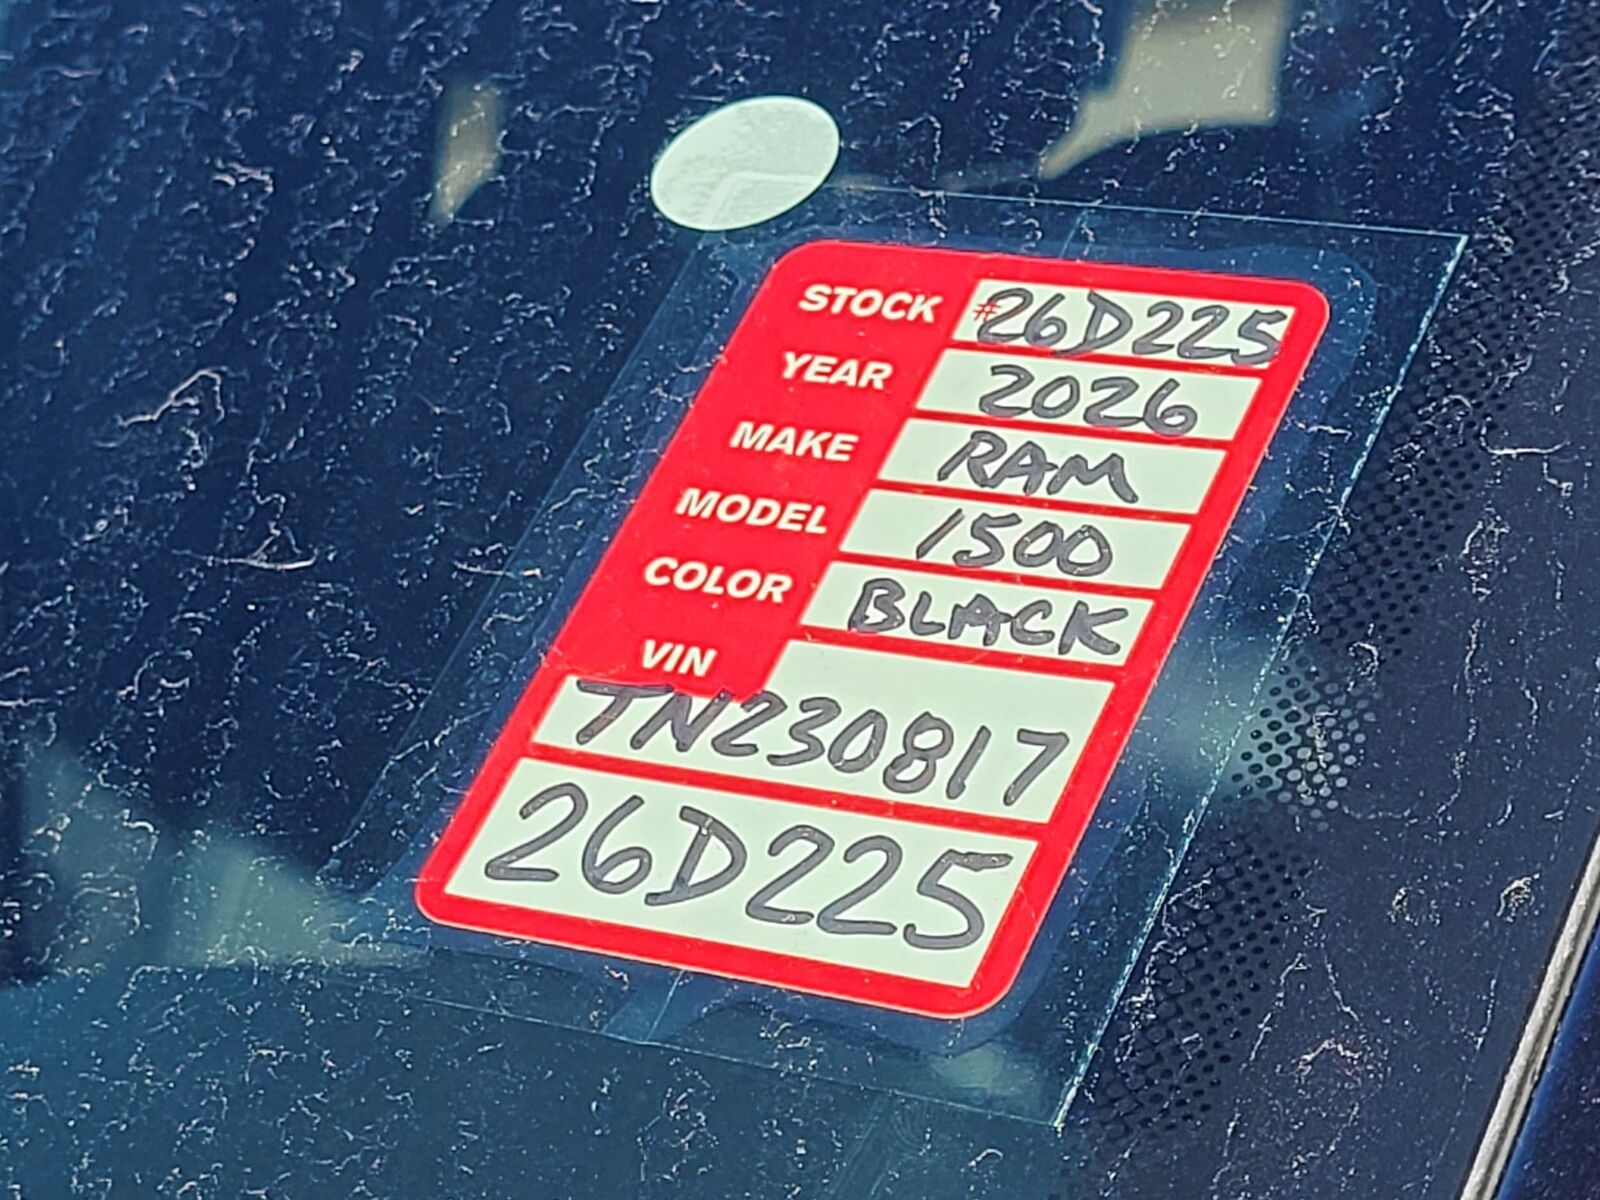 STOCK #26D225
YEAR 2026
MAKE RAM
MODEL 1500
COLOR BLACK
VIN
TN230817
26D225